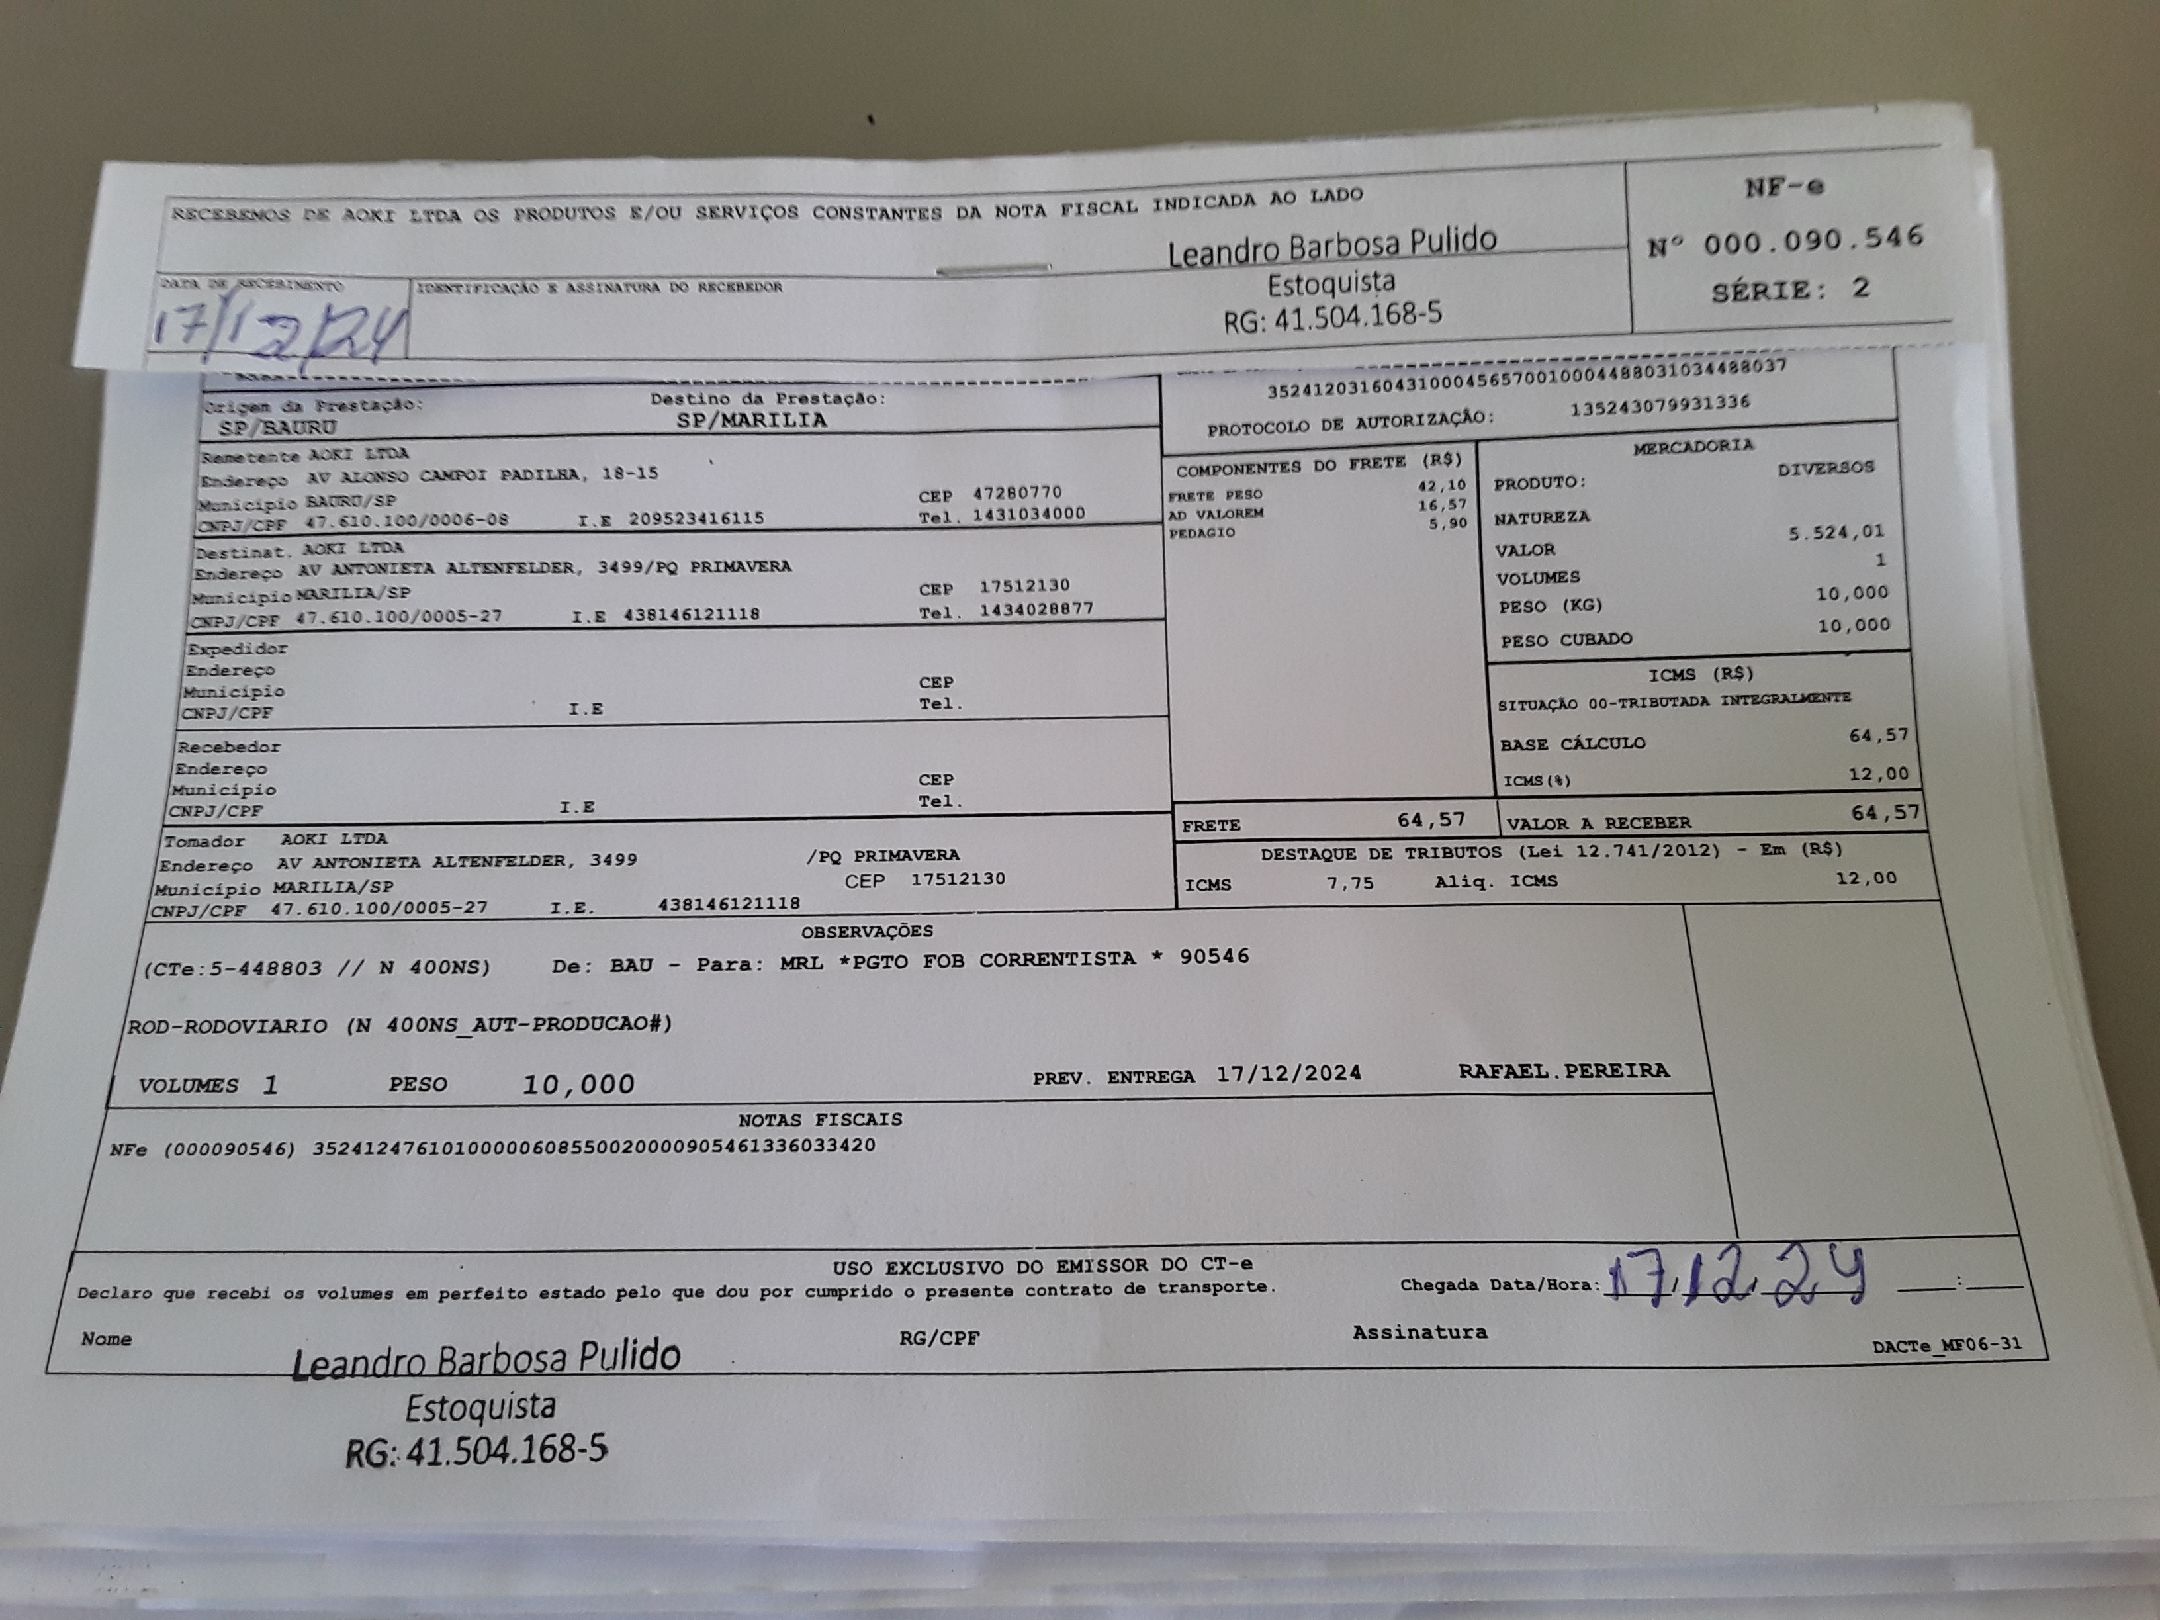 RECEBEMOS DE AOKI LTDA OS PRODUTOS E/OU SERVIÇOS CONSTANTES DA NOTA FISCAL INDICADA AO LADO
NF-e
Nº 000.090.546
SÉRIE: 2
Leandro Barbosa Pulido
Estoquista
RG: 41.504.168-5
DATA DE RECEBIMENTO
IDENTIFICAÇÃO E ASSINATURA DO RECEBEDOR
17/12/24
Origem da Prestação:
SP/BAURU
Destino da Prestação:
SP/MARILIA
35241203160431000456570010004488031034488037
PROTOCOLO DE AUTORIZAÇÃO: 135243079931336
Remetente AOKI LTDA
Endereço AV ALONSO CAMPOI PADILHA, 18-15
Município BAURU/SP CEP 47280770
CNPJ/CPF 47.610.100/0006-08 I.E 209523416115 Tel. 1431034000
Destinat. AOKI LTDA
Endereço AV ANTONIETA ALTENFELDER, 3499/PQ PRIMAVERA
Município MARILIA/SP CEP 17512130
CNPJ/CPF 47.610.100/0005-27 I.E 438146121118 Tel. 1434028877
Expedidor
Endereço
Município CEP
CNPJ/CPF I.E Tel.
Recebedor
Endereço
Município CEP
CNPJ/CPF I.E Tel.
Tomador AOKI LTDA
Endereço AV ANTONIETA ALTENFELDER, 3499 /PQ PRIMAVERA
Município MARILIA/SP CEP 17512130
CNPJ/CPF 47.610.100/0005-27 I.E. 438146121118
COMPONENTES DO FRETE (R$)
FRETE PESO 42,10
AD VALOREM 16,57
PEDAGIO 5,90
MERCADORIA
PRODUTO: DIVERSOS
NATUREZA
VALOR 5.524,01
VOLUMES 1
PESO (KG) 10,000
PESO CUBADO 10,000
ICMS (R$)
SITUAÇÃO 00-TRIBUTADA INTEGRALMENTE
BASE CÁLCULO 64,57
ICMS(%) 12,00
FRETE 64,57 VALOR A RECEBER 64,57
DESTAQUE DE TRIBUTOS (Lei 12.741/2012) - Em (R$)
ICMS 7,75 Aliq. ICMS 12,00
OBSERVAÇÕES
(CTe:5-448803 // N 400NS) De: BAU - Para: MRL *PGTO FOB CORRENTISTA * 90546
ROD-RODOVIARIO (N 400NS_AUT-PRODUCAO#)
VOLUMES 1 PESO 10,000 PREV. ENTREGA 17/12/2024 RAFAEL.PEREIRA
NOTAS FISCAIS
NFe (000090546) 35241247610100000608550020000905461336033420
USO EXCLUSIVO DO EMISSOR DO CT-e
Declaro que recebi os volumes em perfeito estado pelo que dou por cumprido o presente contrato de transporte.
Chegada Data/Hora: 17,12,24 ____:____
Nome RG/CPF Assinatura
DACTe_MF06-31
Leandro Barbosa Pulido
Estoquista
RG: 41.504.168-5